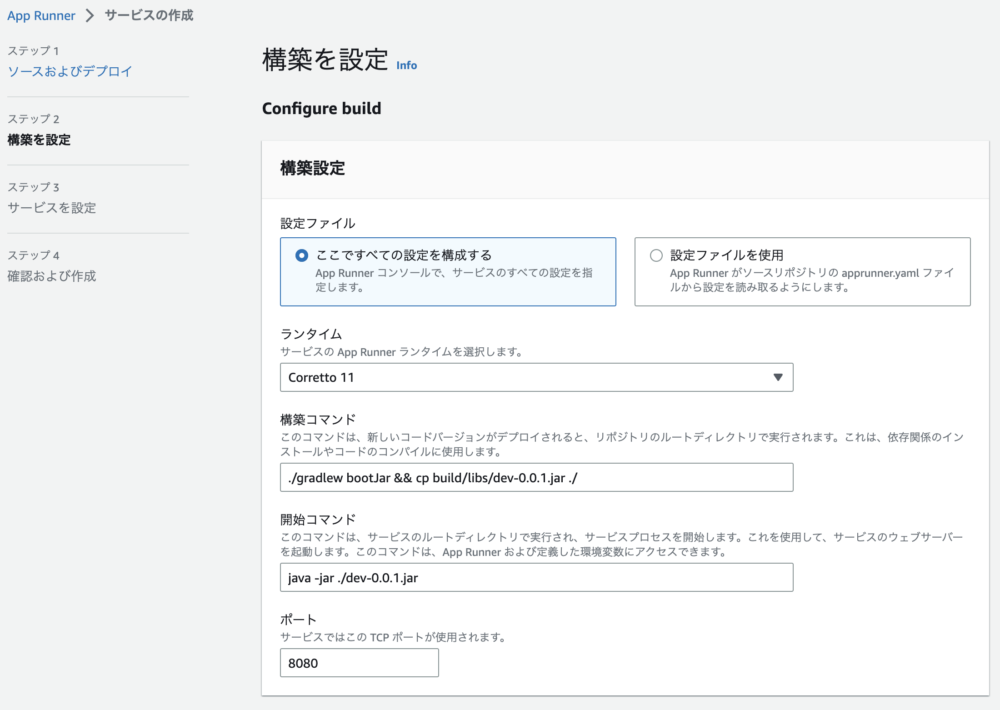 App Runner サービスの作成
ステップ 1
ソースおよびデプロイ
ステップ 2
構築を設定
ステップ 3
サービスを設定
ステップ 4
確認および作成
構築を設定 Info
Configure build
構築設定
設定ファイル
ここですべての設定を構成する
App Runner コンソールで、サービスのすべての設定を指
定します。
設定ファイルを使用
App Runner がソースリポジトリの apprunner.yaml ファイ
ルから設定を読み取るようにします。
ランタイム
サービスの App Runner ランタイムを選択します。
Corretto 11
構築コマンド
このコマンドは、新しいコードバージョンがデプロイされると、リポジトリのルートディレクトリで実行されます。これは、依存関係のイン
ストールやコードのコンパイルに使用します。
./gradlew bootJar && cp build/libs/dev-0.0.1.jar ./
開始コマンド
このコマンドは、サービスのルートディレクトリで実行され、サービスプロセスを開始します。これを使用して、サービスのウェブサーバー
を起動します。このコマンドは、App Runner および定義した環境変数にアクセスできます。
java -jar ./dev-0.0.1.jar
ポート
サービスではこの TCP ポートが使用されます。
8080